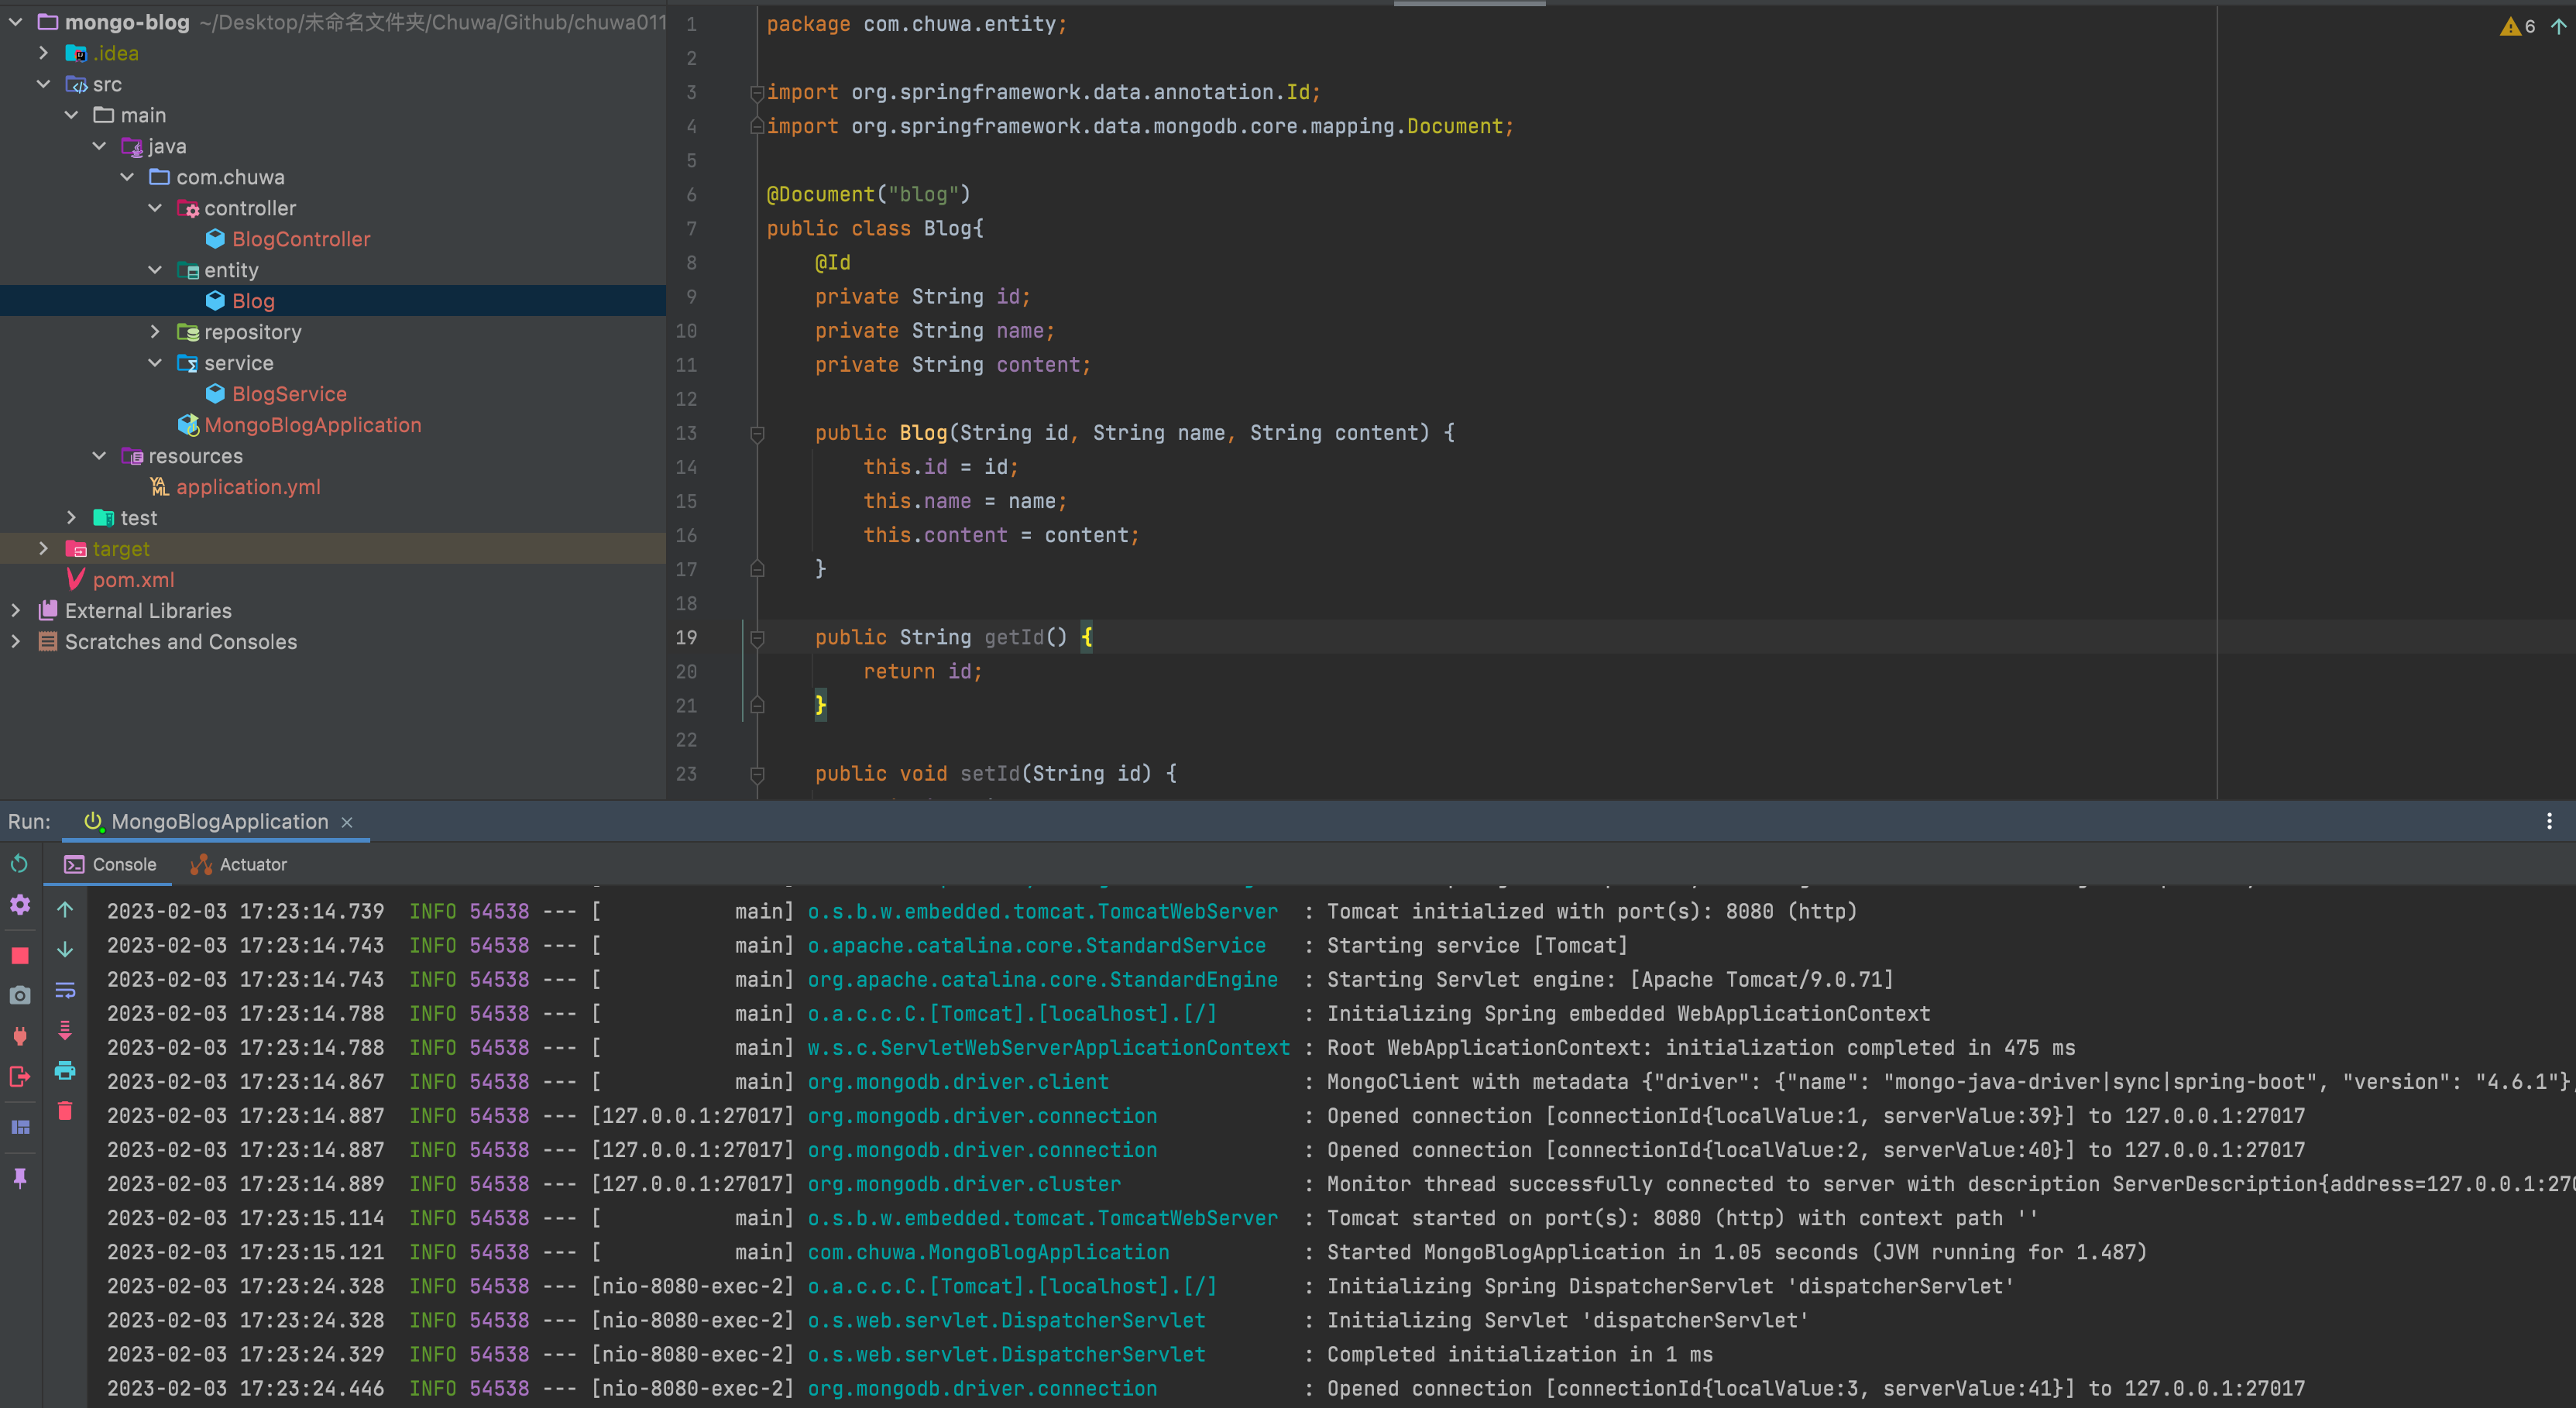 mongo-blog ~/Desktop/未命名文件夹/Chuwa/Github/chuwa011
.idea
src
main
java
com.chuwa
controller
BlogController
entity
Blog
repository
service
BlogService
MongoBlogApplication
resources
YAML application.yml
test
target
pom.xml
External Libraries
Scratches and Consoles
6
1 package com.chuwa.entity;
2
3 import org.springframework.data.annotation.Id;
4 import org.springframework.data.mongodb.core.mapping.Document;
5
6 @Document("blog")
7 public class Blog{
8 @Id
9 private String id;
10 private String name;
11 private String content;
12
13 public Blog(String id, String name, String content) {
14 this.id = id;
15 this.name = name;
16 this.content = content;
17 }
18
19 public String getId() {
20 return id;
21 }
22
23 public void setId(String id) {
Run: MongoBlogApplication ×
Console Actuator
2023-02-03 17:23:14.739 INFO 54538 --- [ main] o.s.b.w.embedded.tomcat.TomcatWebServer : Tomcat initialized with port(s): 8080 (http)
2023-02-03 17:23:14.743 INFO 54538 --- [ main] o.apache.catalina.core.StandardService : Starting service [Tomcat]
2023-02-03 17:23:14.743 INFO 54538 --- [ main] org.apache.catalina.core.StandardEngine : Starting Servlet engine: [Apache Tomcat/9.0.71]
2023-02-03 17:23:14.788 INFO 54538 --- [ main] o.a.c.c.C.[Tomcat].[localhost].[/] : Initializing Spring embedded WebApplicationContext
2023-02-03 17:23:14.788 INFO 54538 --- [ main] w.s.c.ServletWebServerApplicationContext : Root WebApplicationContext: initialization completed in 475 ms
2023-02-03 17:23:14.867 INFO 54538 --- [ main] org.mongodb.driver.client : MongoClient with metadata {"driver": {"name": "mongo-java-driver|sync|spring-boot", "version": "4.6.1"},
2023-02-03 17:23:14.887 INFO 54538 --- [127.0.0.1:27017] org.mongodb.driver.connection : Opened connection [connectionId{localValue:1, serverValue:39}] to 127.0.0.1:27017
2023-02-03 17:23:14.887 INFO 54538 --- [127.0.0.1:27017] org.mongodb.driver.connection : Opened connection [connectionId{localValue:2, serverValue:40}] to 127.0.0.1:27017
2023-02-03 17:23:14.889 INFO 54538 --- [127.0.0.1:27017] org.mongodb.driver.cluster : Monitor thread successfully connected to server with description ServerDescription{address=127.0.0.1:270
2023-02-03 17:23:15.114 INFO 54538 --- [ main] o.s.b.w.embedded.tomcat.TomcatWebServer : Tomcat started on port(s): 8080 (http) with context path ''
2023-02-03 17:23:15.121 INFO 54538 --- [ main] com.chuwa.MongoBlogApplication : Started MongoBlogApplication in 1.05 seconds (JVM running for 1.487)
2023-02-03 17:23:24.328 INFO 54538 --- [nio-8080-exec-2] o.a.c.c.C.[Tomcat].[localhost].[/] : Initializing Spring DispatcherServlet 'dispatcherServlet'
2023-02-03 17:23:24.328 INFO 54538 --- [nio-8080-exec-2] o.s.web.servlet.DispatcherServlet : Initializing Servlet 'dispatcherServlet'
2023-02-03 17:23:24.329 INFO 54538 --- [nio-8080-exec-2] o.s.web.servlet.DispatcherServlet : Completed initialization in 1 ms
2023-02-03 17:23:24.446 INFO 54538 --- [nio-8080-exec-2] org.mongodb.driver.connection : Opened connection [connectionId{localValue:3, serverValue:41}] to 127.0.0.1:27017